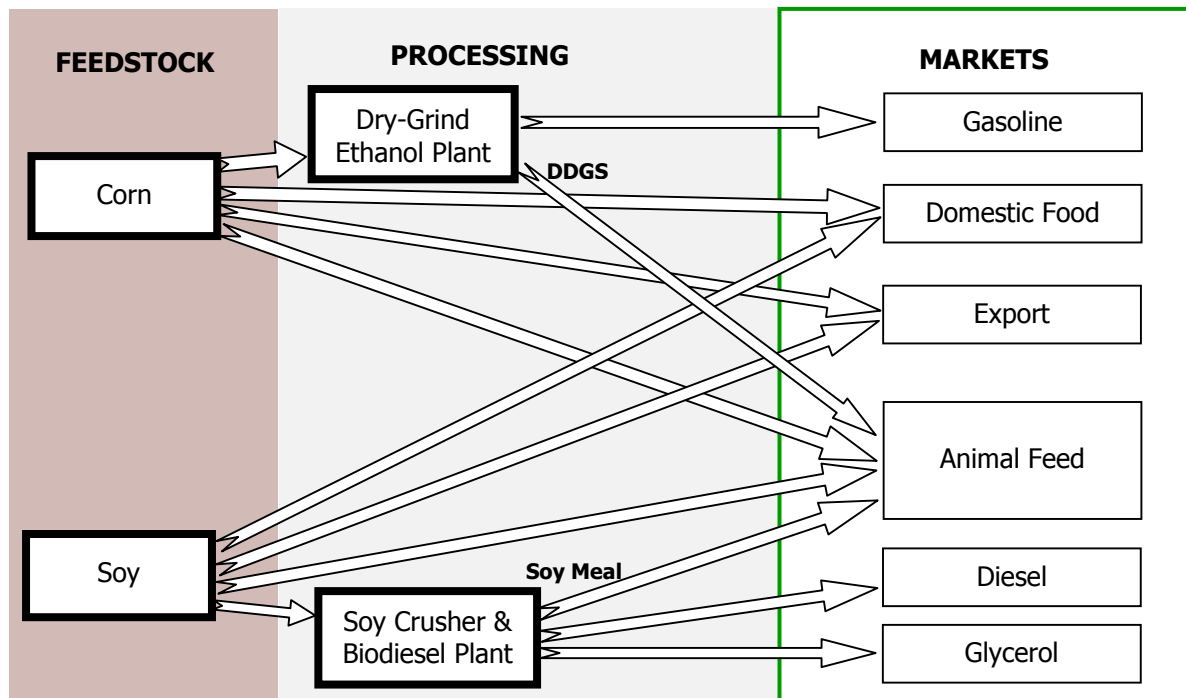 FEEDSTOCK
PROCESSING
MARKETS
Corn
Soy
Dry-Grind
Ethanol Plant
DDGS
Soy Meal
Soy Crusher &
Biodiesel Plant
Gasoline
Domestic Food
Export
Animal Feed
Diesel
Glycerol